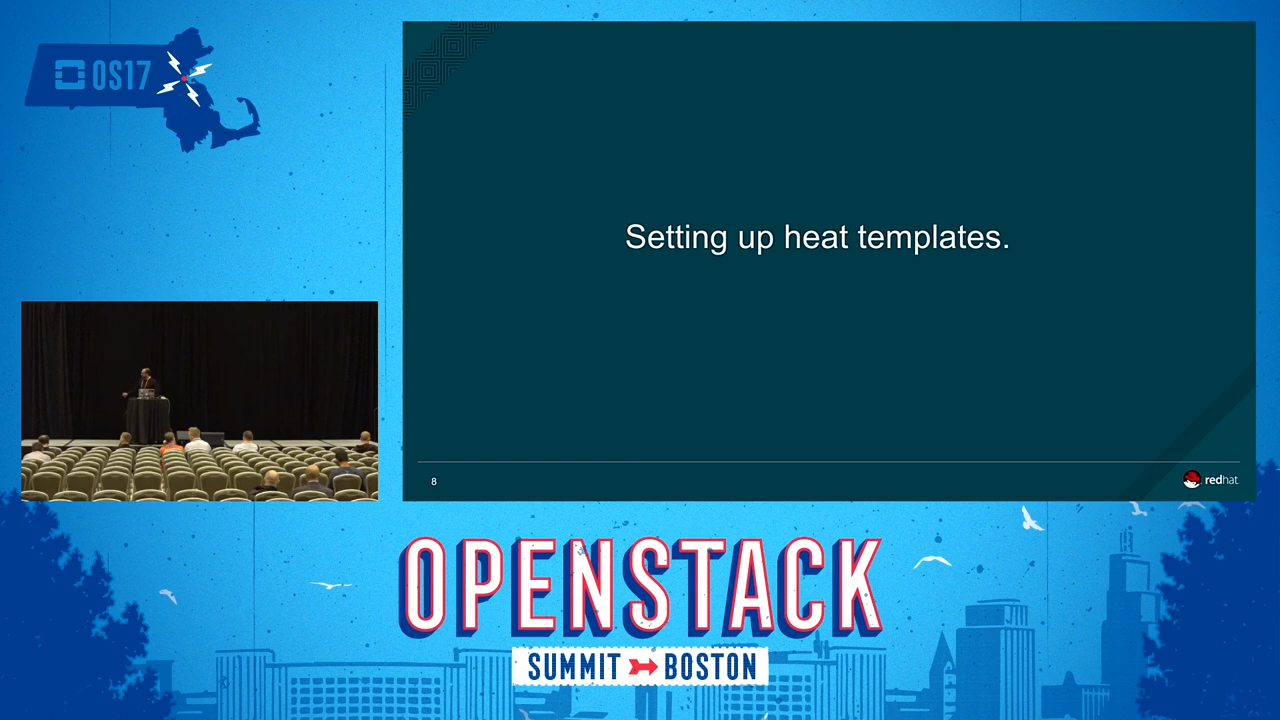 OS17
Setting up heat templates.
8
redhat.
OPENSTACK
SUMMIT BOSTON